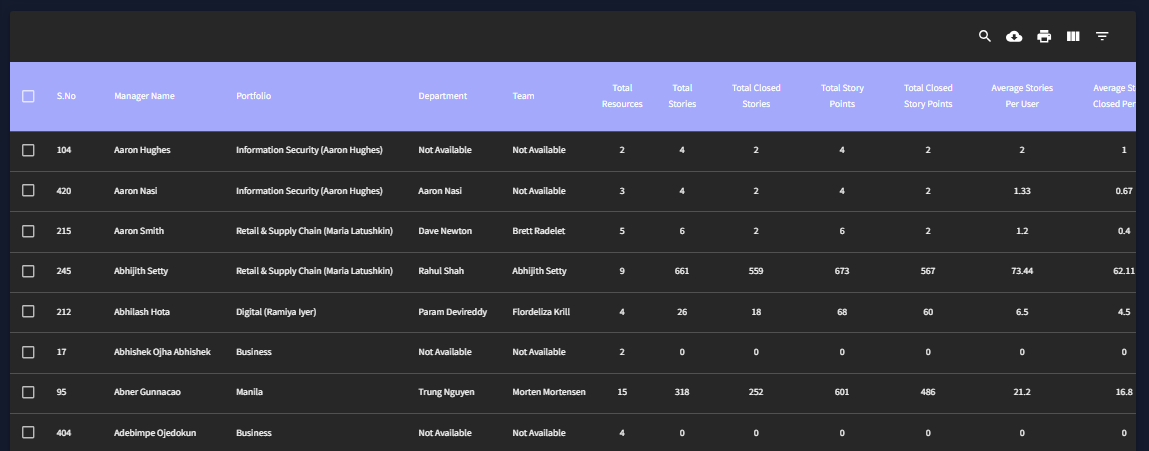 S.No Manager Name Portfolio Department Team Total Resources Total Stories Total Closed Stories Total Story Points Total Closed Story Points Average Stories Per User Average St Closed Per
104 Aaron Hughes Information Security (Aaron Hughes) Not Available Not Available 2 4 2 4 2 2 1
420 Aaron Nasi Information Security (Aaron Hughes) Aaron Nasi Not Available 3 4 2 4 2 1.33 0.67
215 Aaron Smith Retail & Supply Chain (Maria Latushkin) Dave Newton Brett Radelet 5 6 2 6 2 1.2 0.4
245 Abhijith Setty Retail & Supply Chain (Maria Latushkin) Rahul Shah Abhijith Setty 9 661 559 673 567 73.44 62.11
212 Abhilash Hota Digital (Ramiya Iyer) Param Devireddy Flordeliza Krill 4 26 18 68 60 6.5 4.5
17 Abhishek Ojha Abhishek Business Not Available Not Available 2 0 0 0 0 0 0
95 Abner Gunnacao Manila Trung Nguyen Morten Mortensen 15 318 252 601 486 21.2 16.8
404 Adebimpe Ojedokun Business Not Available Not Available 4 0 0 0 0 0 0